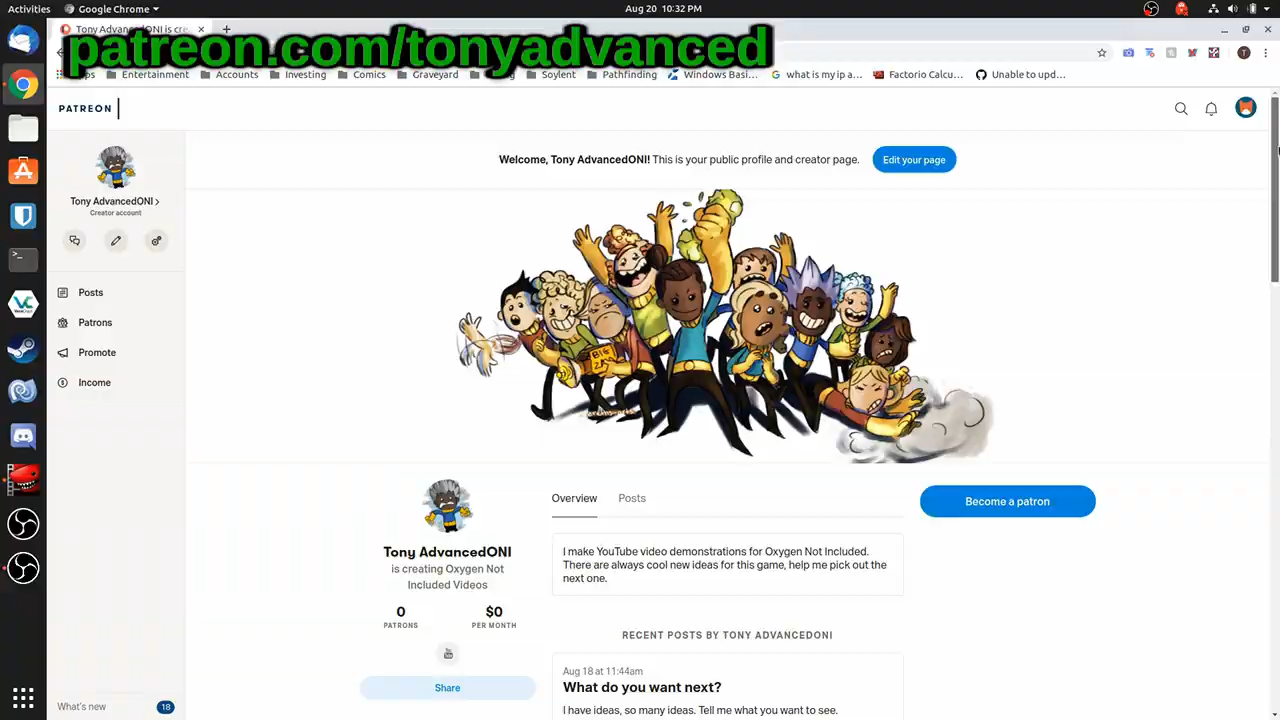 Activities
Google Chrome
Aug 20 10:32 PM
Tony AdvancedONI is cre
patreon.com/tonyadvanced
Entertainment
Accounts
Investing
Comics
Graveyard
Soylent
Pathfinding
Windows Basi...
what is my ip a...
Factorio Calcu...
Unable to upd...
PATREON
Welcome, Tony AdvancedONI! This is your public profile and creator page.
Edit your page
Tony AdvancedONI >
Creator account
Posts
Patrons
Promote
Income
BIG
Overview
Posts
Become a patron
Tony AdvancedONI
is creating Oxygen Not
Included Videos
0
PATRONS
$0
PER MONTH
Share
I make YouTube video demonstrations for Oxygen Not Included.
There are always cool new ideas for this game, help me pick out the
next one.
RECENT POSTS BY TONY ADVANCEDONI
Aug 18 at 11:44am
What do you want next?
I have ideas, so many ideas. Tell me what you want to see.
What's new
18